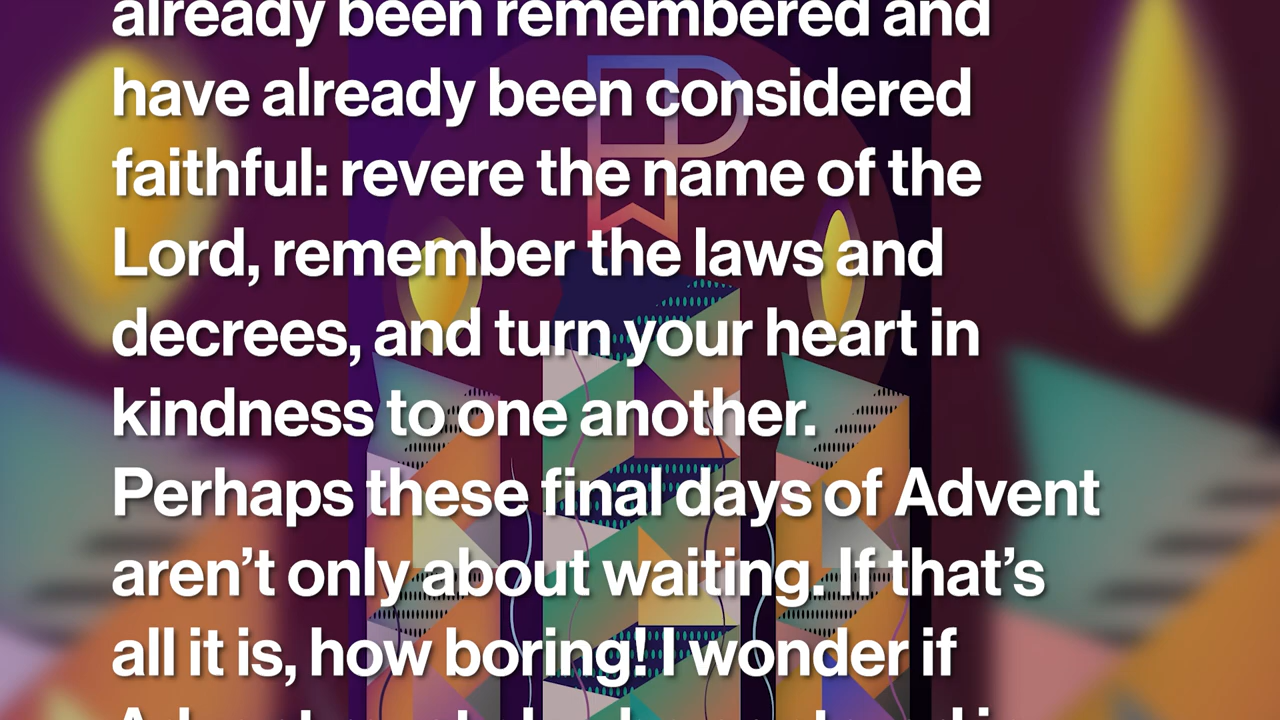 already been remembered and
have already been considered
faithful: revere the name of the
Lord, remember the laws and
decrees, and turn your heart in
kindness to one another.
Perhaps these final days of Advent
aren’t only about waiting. If that’s
all it is, how boring! I wonder if